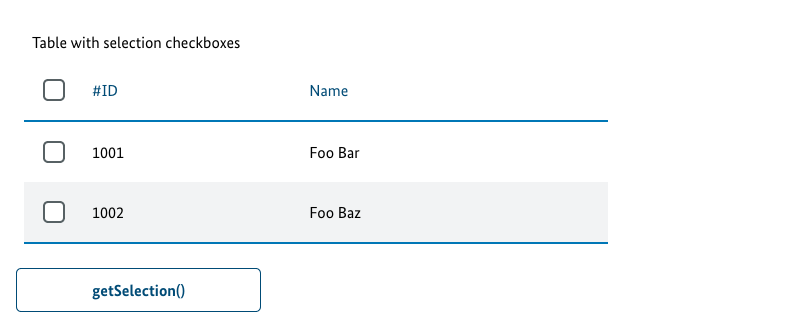 Table with selection checkboxes
#ID Name
1001 Foo Bar
1002 Foo Baz
getSelection()